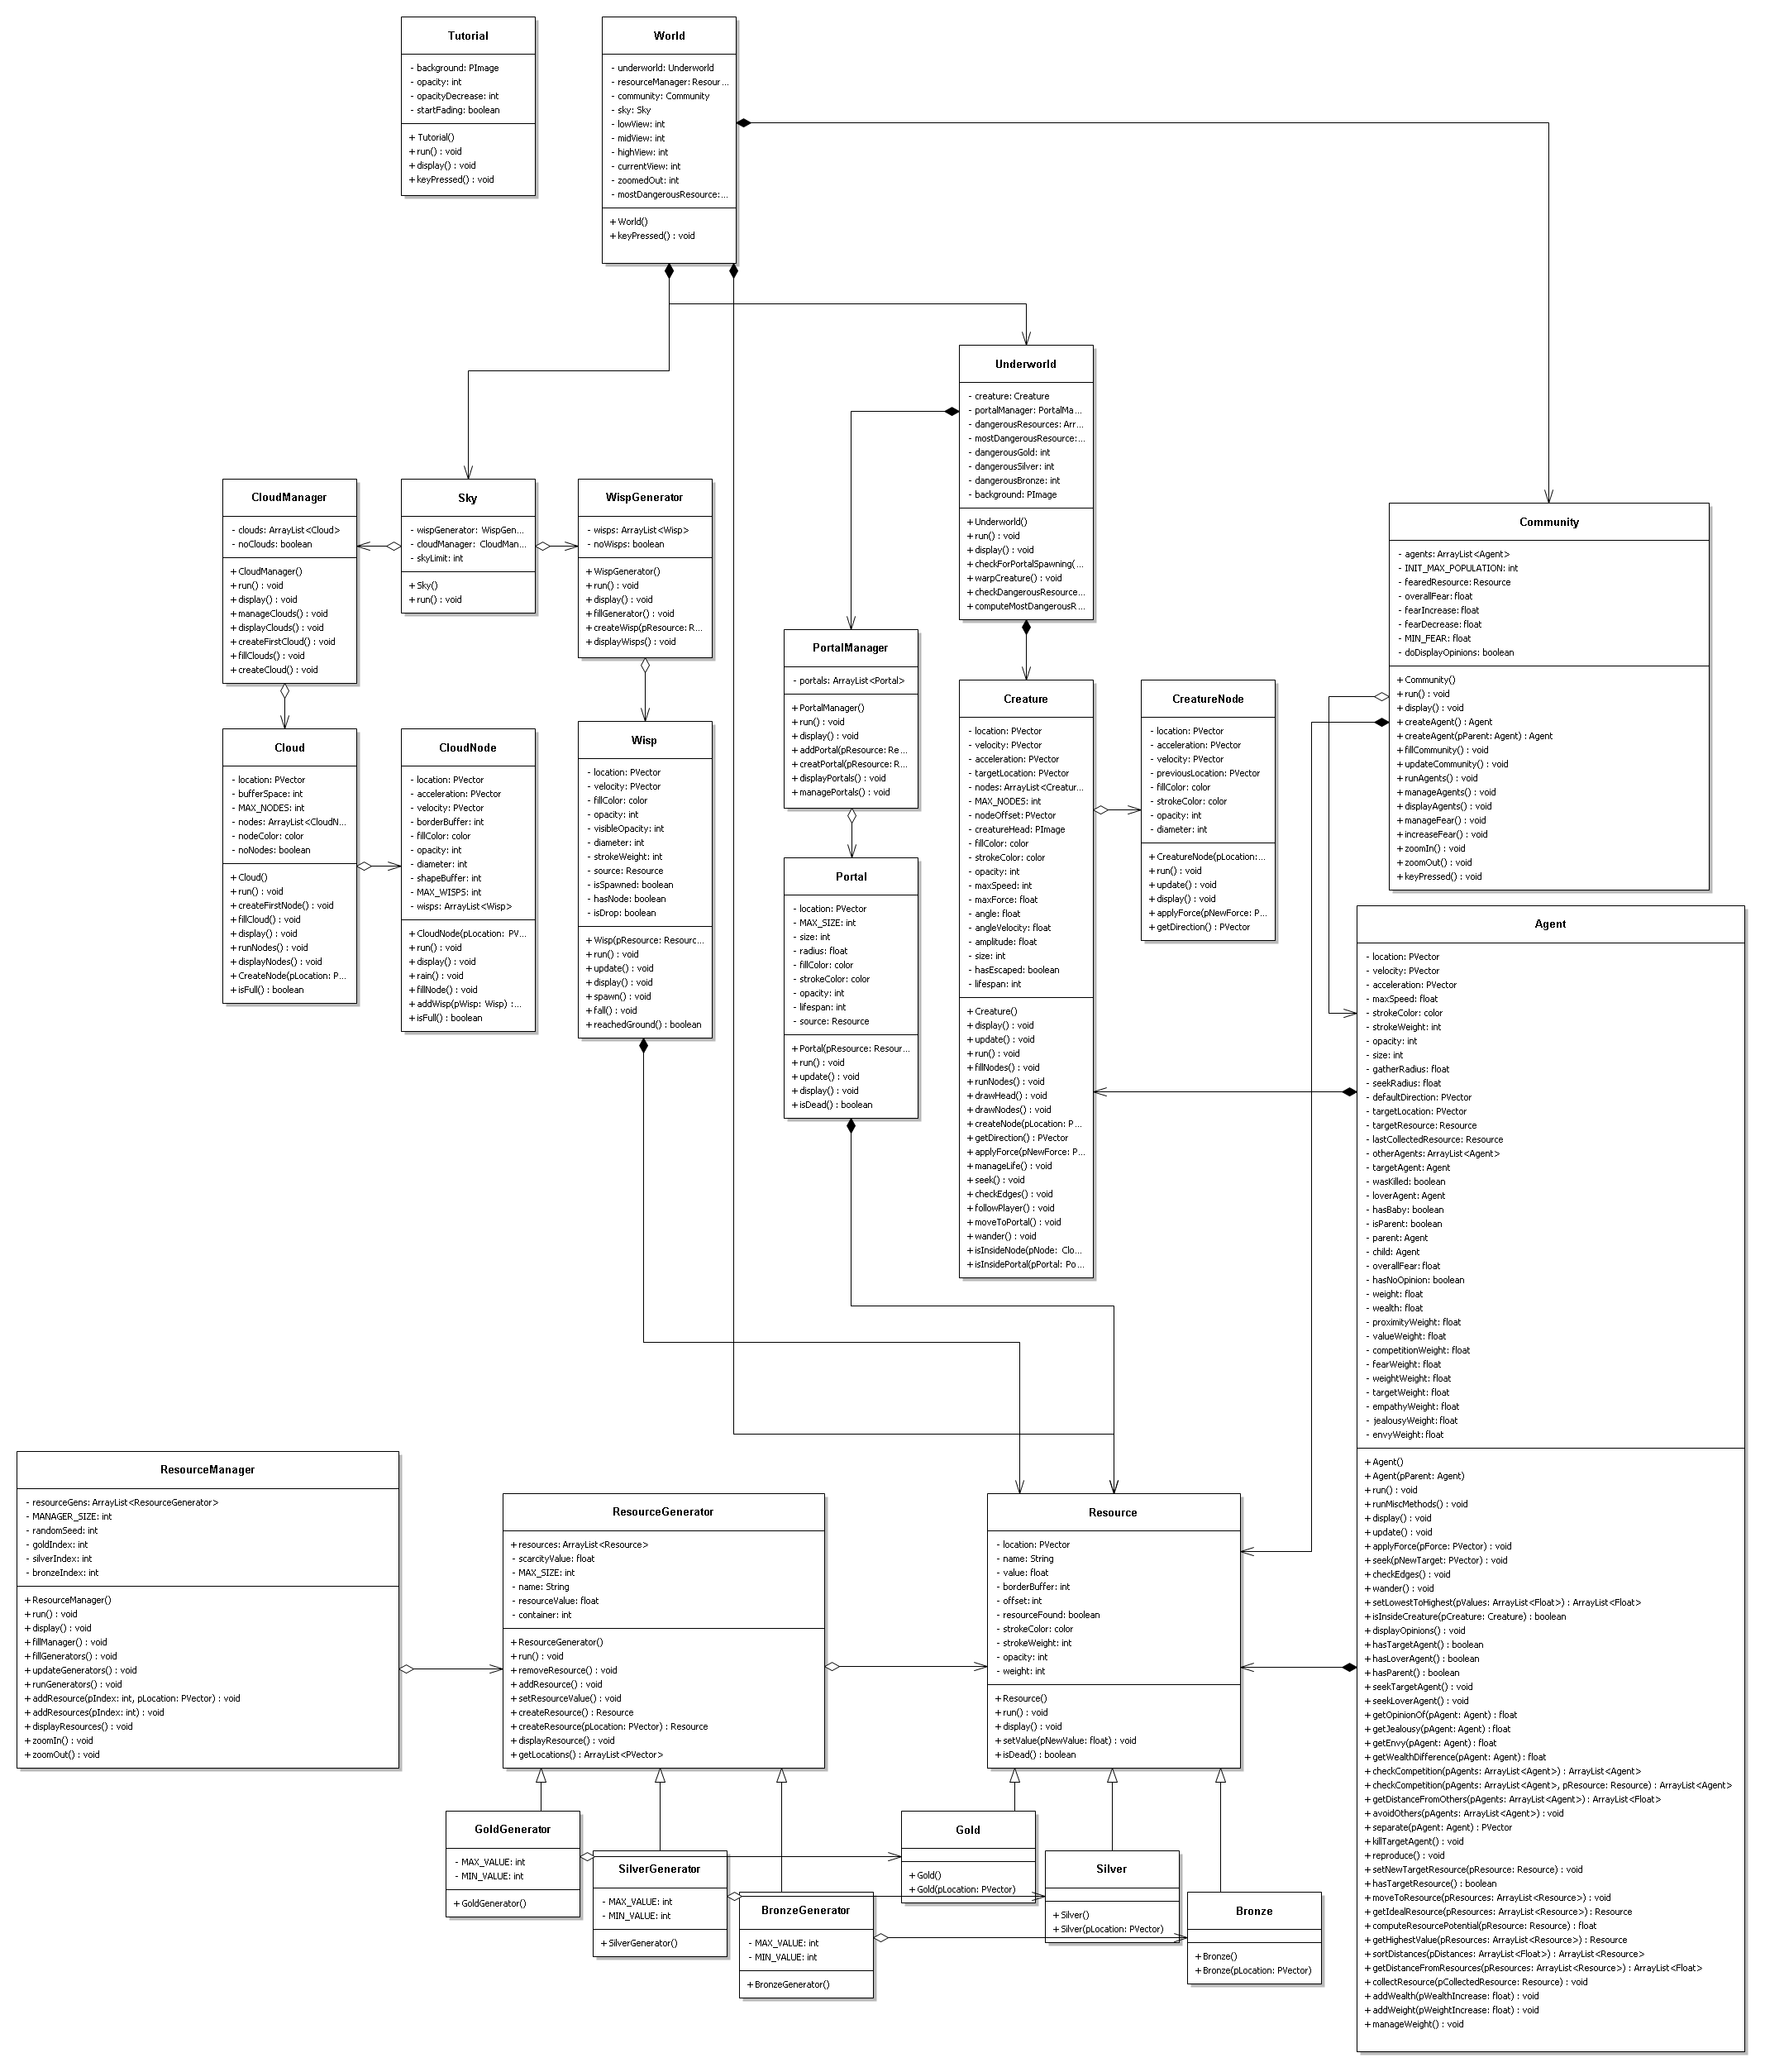 Tutorial
- background: PImage
- opacity: int
- opacityDecrease: int
- startFading: boolean
+ Tutorial()
+ run() : void
+ display() : void
+ keyPressed() : void
World
- underworld: Underworld
- resourceManager: Resour...
- community: Community
- sky: Sky
- lowView: int
- midView: int
- highView: int
- currentView: int
- zoomedOut: int
- mostDangerousResource:...
+ World()
+ keyPressed() : void
Underworld
- creature: Creature
- portalManager: PortalMa...
- dangerousResources: Arr...
- mostDangerousResource:...
- dangerousGold: int
- dangerousSilver: int
- dangerousBronze: int
- background: PImage
+ Underworld()
+ run() : void
+ display() : void
+ checkForPortalSpawning(...
+ warpCreature() : void
+ checkDangerousResource...
+ computeMostDangerousR...
CloudManager
- clouds: ArrayList<Cloud>
- noClouds: boolean
+ CloudManager()
+ run() : void
+ display() : void
+ manageClouds() : void
+ displayClouds() : void
+ createFirstCloud() : void
+ fillClouds() : void
+ createCloud() : void
Sky
- wispGenerator: WispGen...
- cloudManager: CloudMan...
- skyLimit: int
+ Sky()
+ run() : void
WispGenerator
- wisps: ArrayList<Wisp>
- noWisps: boolean
+ WispGenerator()
+ run() : void
+ display() : void
+ fillGenerator() : void
+ createWisp(pResource: R...
+ displayWisps() : void
Community
- agents: ArrayList<Agent>
- INIT_MAX_POPULATION: int
- fearedResource: Resource
- overallFear: float
- fearIncrease: float
- fearDecrease: float
- MIN_FEAR: float
- doDisplayOpinions: boolean
+ Community()
+ run() : void
+ display() : void
+ createAgent() : Agent
+ createAgent(pParent: Agent) : Agent
+ fillCommunity() : void
+ updateCommunity() : void
+ runAgents() : void
+ manageAgents() : void
+ displayAgents() : void
+ manageFear() : void
+ increaseFear() : void
+ zoomIn() : void
+ zoomOut() : void
+ keyPressed() : void
PortalManager
- portals: ArrayList<Portal>
+ PortalManager()
+ run() : void
+ display() : void
+ addPortal(pResource: Re...
+ creatPortal(pResource: R...
+ displayPortals() : void
+ managePortals() : void
Creature
- location: PVector
- velocity: PVector
- acceleration: PVector
- targetLocation: PVector
- nodes: ArrayList<Creatur...
- MAX_NODES: int
- nodeOffset: PVector
- creatureHead: PImage
- fillColor: color
- strokeColor: color
- opacity: int
- maxSpeed: int
- maxForce: float
- angle: float
- angleVelocity: float
- amplitude: float
- size: int
- hasEscaped: boolean
- lifespan: int
+ Creature()
+ display() : void
+ update() : void
+ run() : void
+ fillNodes() : void
+ runNodes() : void
+ drawHead() : void
+ drawNodes() : void
+ createNode(pLocation: P...
+ getDirection() : PVector
+ applyForce(pNewForce: P...
+ manageLife() : void
+ seek() : void
+ checkEdges() : void
+ followPlayer() : void
+ moveToPortal() : void
+ wander() : void
+ isInsideNode(pNode: Clo...
+ isInsidePortal(pPortal: Po...
CreatureNode
- location: PVector
- acceleration: PVector
- velocity: PVector
- previousLocation: PVector
- fillColor: color
- strokeColor: color
- opacity: int
- diameter: int
+ CreatureNode(pLocation:...
+ run() : void
+ update() : void
+ display() : void
+ applyForce(pNewForce: P...
+ getDirection() : PVector
Cloud
- location: PVector
- bufferSpace: int
- MAX_NODES: int
- nodes: ArrayList<CloudN...
- nodeColor: color
- noNodes: boolean
+ Cloud()
+ run() : void
+ createFirstNode() : void
+ fillCloud() : void
+ display() : void
+ runNodes() : void
+ displayNodes() : void
+ CreateNode(pLocation: P...
+ isFull() : boolean
CloudNode
- location: PVector
- acceleration: PVector
- velocity: PVector
- borderBuffer: int
- fillColor: color
- opacity: int
- diameter: int
- shapeBuffer: int
- MAX_WISPS: int
- wisps: ArrayList<Wisp>
+ CloudNode(pLocation: PV...
+ run() : void
+ display() : void
+ rain() : void
+ fillNode() : void
+ addWisp(pWisp: Wisp) :...
+ isFull() : boolean
Wisp
- location: PVector
- velocity: PVector
- fillColor: color
- opacity: int
- visibleOpacity: int
- diameter: int
- strokeWeight: int
- source: Resource
- isSpawned: boolean
- hasNode: boolean
- isDrop: boolean
+ Wisp(pResource: Resourc...
+ run() : void
+ update() : void
+ display() : void
+ spawn() : void
+ fall() : void
+ reachedGround() : boolean
Portal
- location: PVector
- MAX_SIZE: int
- size: int
- radius: float
- fillColor: color
- strokeColor: color
- opacity: int
- lifespan: int
- source: Resource
+ Portal(pResource: Resour...
+ run() : void
+ update() : void
+ display() : void
+ isDead() : boolean
Agent
- location: PVector
- velocity: PVector
- acceleration: PVector
- maxSpeed: float
- strokeColor: color
- strokeWeight: int
- opacity: int
- size: int
- gatherRadius: float
- seekRadius: float
- defaultDirection: PVector
- targetLocation: PVector
- targetResource: Resource
- lastCollectedResource: Resource
- otherAgents: ArrayList<Agent>
- targetAgent: Agent
- wasKilled: boolean
- loverAgent: Agent
- hasBaby: boolean
- isParent: boolean
- parent: Agent
- child: Agent
- overallFear: float
- hasNoOpinion: boolean
- weight: float
- wealth: float
- proximityWeight: float
- valueWeight: float
- competitionWeight: float
- fearWeight: float
- weightWeight: float
- targetWeight: float
- empathyWeight: float
- jealousyWeight: float
- envyWeight: float
+ Agent()
+ Agent(pParent: Agent)
+ run() : void
+ runMiscMethods() : void
+ display() : void
+ update() : void
+ applyForce(pForce: PVector) : void
+ seek(pNewTarget: PVector) : void
+ checkEdges() : void
+ wander() : void
+ setLowestToHighest(pValues: ArrayList<Float>) : ArrayList<Float>
+ isInsideCreature(pCreature: Creature) : boolean
+ displayOpinions() : void
+ hasTargetAgent() : boolean
+ hasLoverAgent() : boolean
+ hasParent() : boolean
+ seekTargetAgent() : void
+ seekLoverAgent() : void
+ getOpinionOf(pAgent: Agent) : float
+ getJealousy(pAgent: Agent) : float
+ getEnvy(pAgent: Agent) : float
+ getWealthDifference(pAgent: Agent) : float
+ checkCompetition(pAgents: ArrayList<Agent>) : ArrayList<Agent>
+ checkCompetition(pAgents: ArrayList<Agent>, pResource: Resource) : ArrayList<Agent>
+ getDistanceFromOthers(pAgents: ArrayList<Agent>) : ArrayList<Float>
+ avoidOthers(pAgents: ArrayList<Agent>) : void
+ separate(pAgent: Agent) : PVector
+ killTargetAgent() : void
+ reproduce() : void
+ setNewTargetResource(pResource: Resource) : void
+ hasTargetResource() : boolean
+ moveToResource(pResources: ArrayList<Resource>) : void
+ getIdealResource(pResources: ArrayList<Resource>) : Resource
+ computeResourcePotential(pResource: Resource) : float
+ getHighestValue(pResources: ArrayList<Resource>) : Resource
+ sortDistances(pDistances: ArrayList<Float>) : ArrayList<Resource>
+ getDistanceFromResources(pResources: ArrayList<Resource>) : ArrayList<Float>
+ collectResource(pCollectedResource: Resource) : void
+ addWealth(pWealthIncrease: float) : void
+ addWeight(pWeightIncrease: float) : void
+ manageWeight() : void
ResourceManager
- resourceGens: ArrayList<ResourceGenerator>
- MANAGER_SIZE: int
- randomSeed: int
- goldIndex: int
- silverIndex: int
- bronzeIndex: int
+ ResourceManager()
+ run() : void
+ display() : void
+ fillManager() : void
+ fillGenerators() : void
+ updateGenerators() : void
+ runGenerators() : void
+ addResource(pIndex: int, pLocation: PVector) : void
+ addResources(pIndex: int) : void
+ displayResources() : void
+ zoomIn() : void
+ zoomOut() : void
ResourceGenerator
+ resources: ArrayList<Resource>
- scarcityValue: float
- MAX_SIZE: int
- name: String
- resourceValue: float
- container: int
+ ResourceGenerator()
+ run() : void
+ removeResource() : void
+ addResource() : void
+ setResourceValue() : void
+ createResource() : Resource
+ createResource(pLocation: PVector) : Resource
+ displayResource() : void
+ getLocations() : ArrayList<PVector>
Resource
- location: PVector
- name: String
- value: float
- borderBuffer: int
- offset: int
- resourceFound: boolean
- strokeColor: color
- strokeWeight: int
- opacity: int
- weight: int
+ Resource()
+ run() : void
+ display() : void
+ setValue(pNewValue: float) : void
+ isDead() : boolean
GoldGenerator
- MAX_VALUE: int
- MIN_VALUE: int
+ GoldGenerator()
SilverGenerator
- MAX_VALUE: int
- MIN_VALUE: int
+ SilverGenerator()
BronzeGenerator
- MAX_VALUE: int
- MIN_VALUE: int
+ BronzeGenerator()
Gold
+ Gold()
+ Gold(pLocation: PVector)
Silver
+ Silver()
+ Silver(pLocation: PVector)
Bronze
+ Bronze()
+ Bronze(pLocation: PVector)